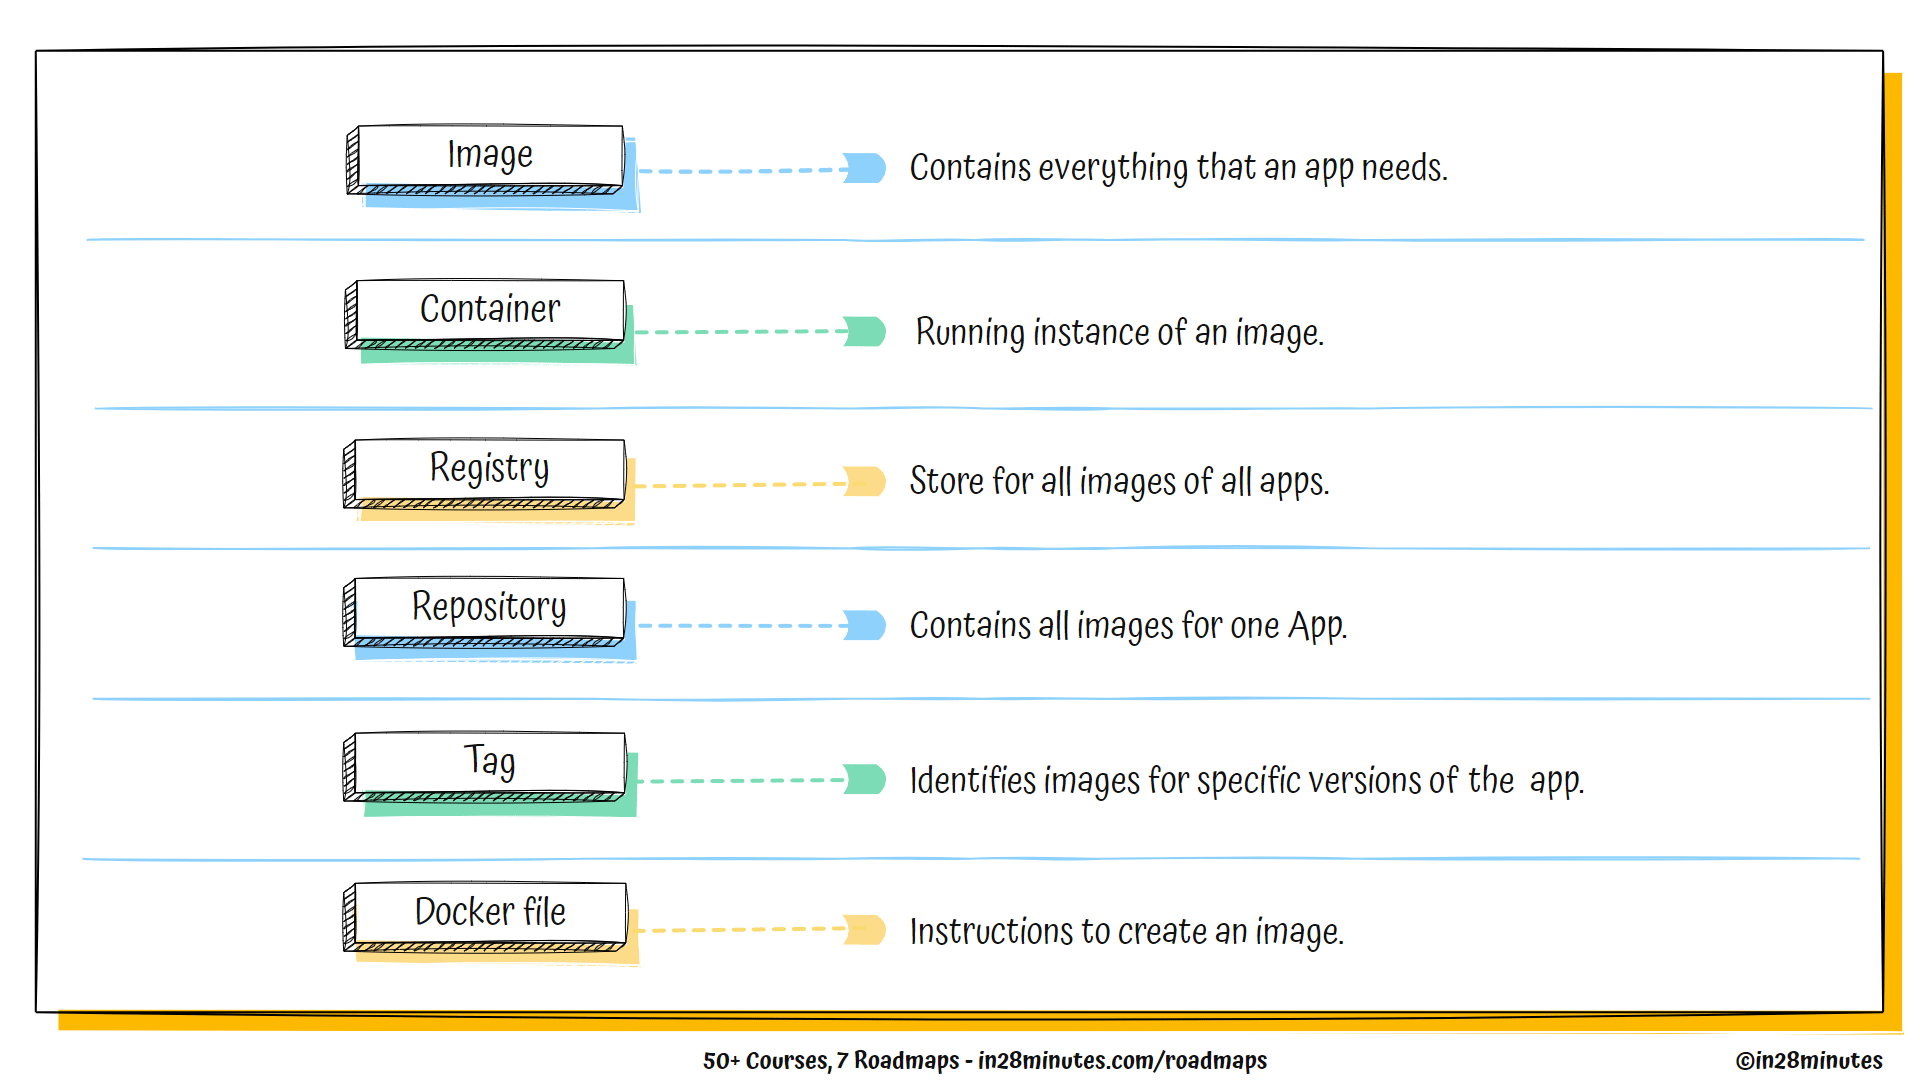 Image
Contains everything that an app needs.
Container
Running instance of an image.
Registry
Store for all images of all apps.
Repository
Contains all images for one App.
Tag
Identifies images for specific versions of the app.
Docker file
Instructions to create an image.
50+ Courses, 7 Roadmaps - in28minutes.com/roadmaps
©in28minutes